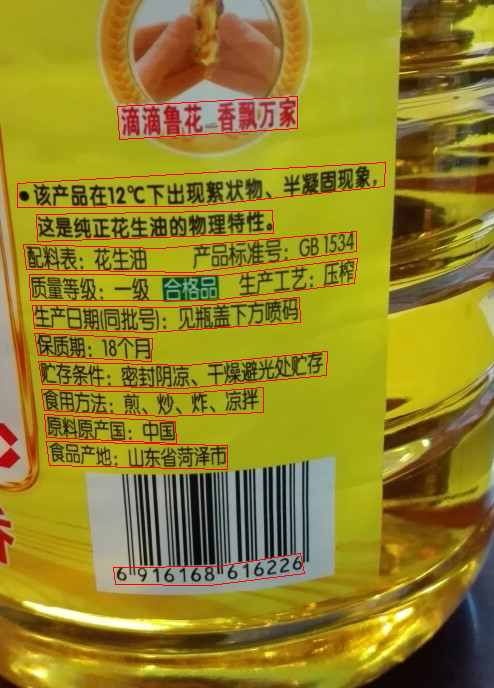 滴滴鲁花 香飘万家
●该产品在12℃下出现絮状物、半凝固现象，
这是纯正花生油的物理特性。
配料表：花生油 产品标准号：GB 1534
质量等级：一级 合格品 生产工艺：压榨
生产日期(同批号)：见瓶盖下方喷码
保质期：18个月
贮存条件：密封阴凉、干燥避光处贮存
食用方法：煎、炒、炸、凉拌
原料原产国：中国
食品产地：山东省菏泽市
6 916168 616226